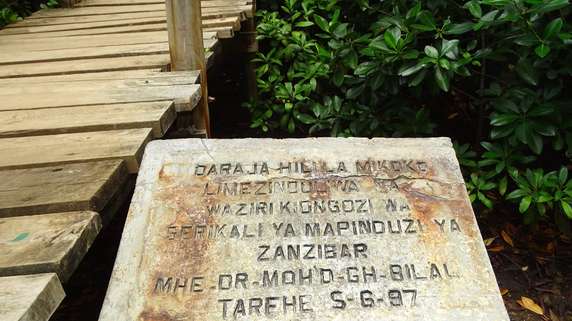 DARAJA HILI LA MIKOKO
LIMEZINDULIWA NA
WAZIRI KIONGOZI WA
SERIKALI YA MAPINDUZI YA
ZANZIBAR
MHE-DR-MOH'D-GH-BILAL
TAREHE 5-6-97